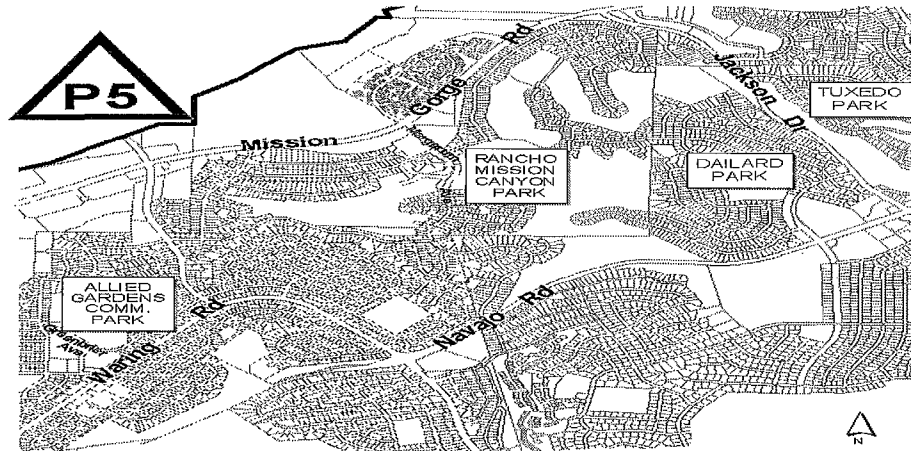 P5
Mission
Gorge
Rd
Jackson Dr
TUXEDO
PARK
RANCHO
MISSION
CANYON
PARK
DAILARD
PARK
ALLIED
GARDENS
COMM.
PARK
Waring Rd
Navajo Rd
Ave
N